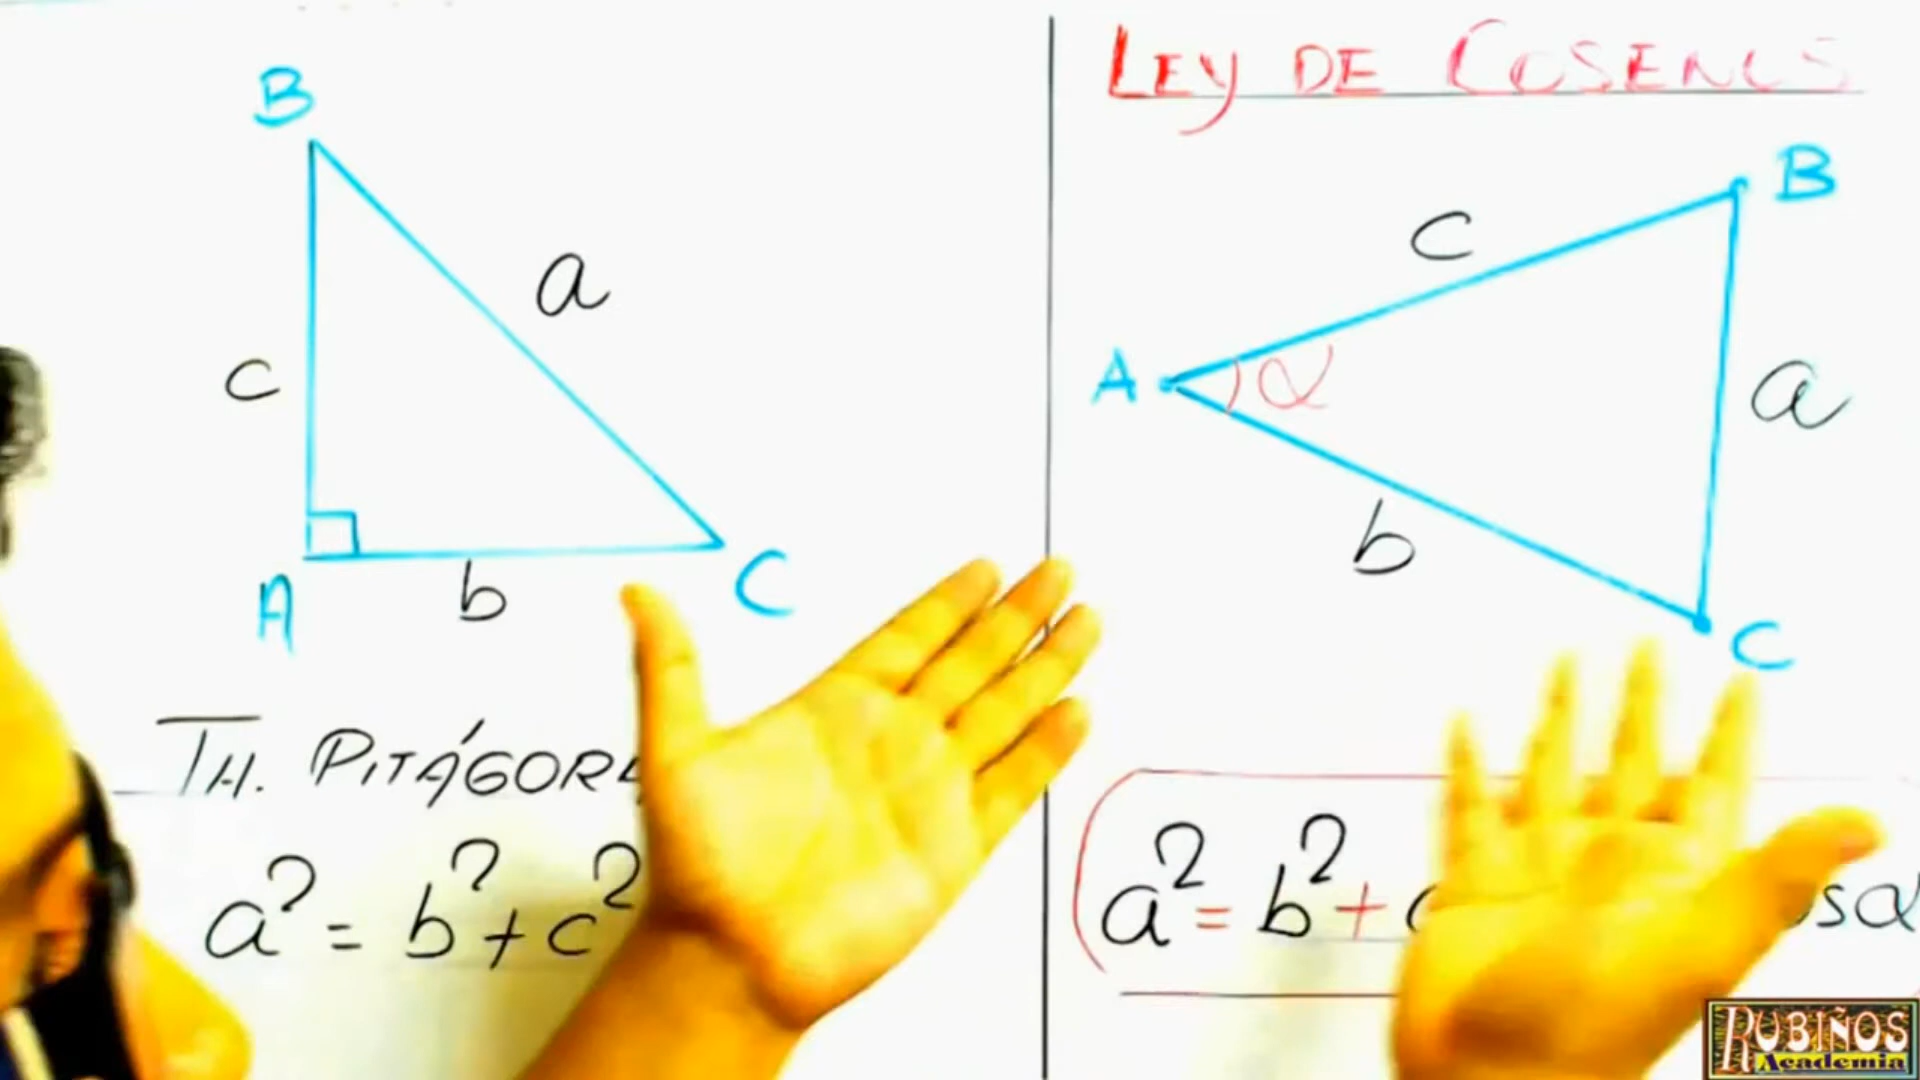 B
a
c
A
b
C
TH. PITÁGOR
a² = b² + c²
LEY DE COSENOS
B
c
A
α
a
b
C
a² = b² +
sα
RUBIÑOS
Academia